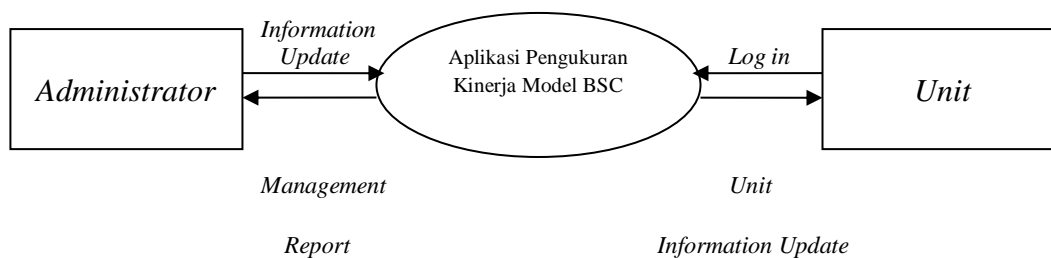 Information
Update
Administrator
Aplikasi Pengukuran
Kinerja Model BSC
Log in
Unit
Management
Report
Unit
Information Update